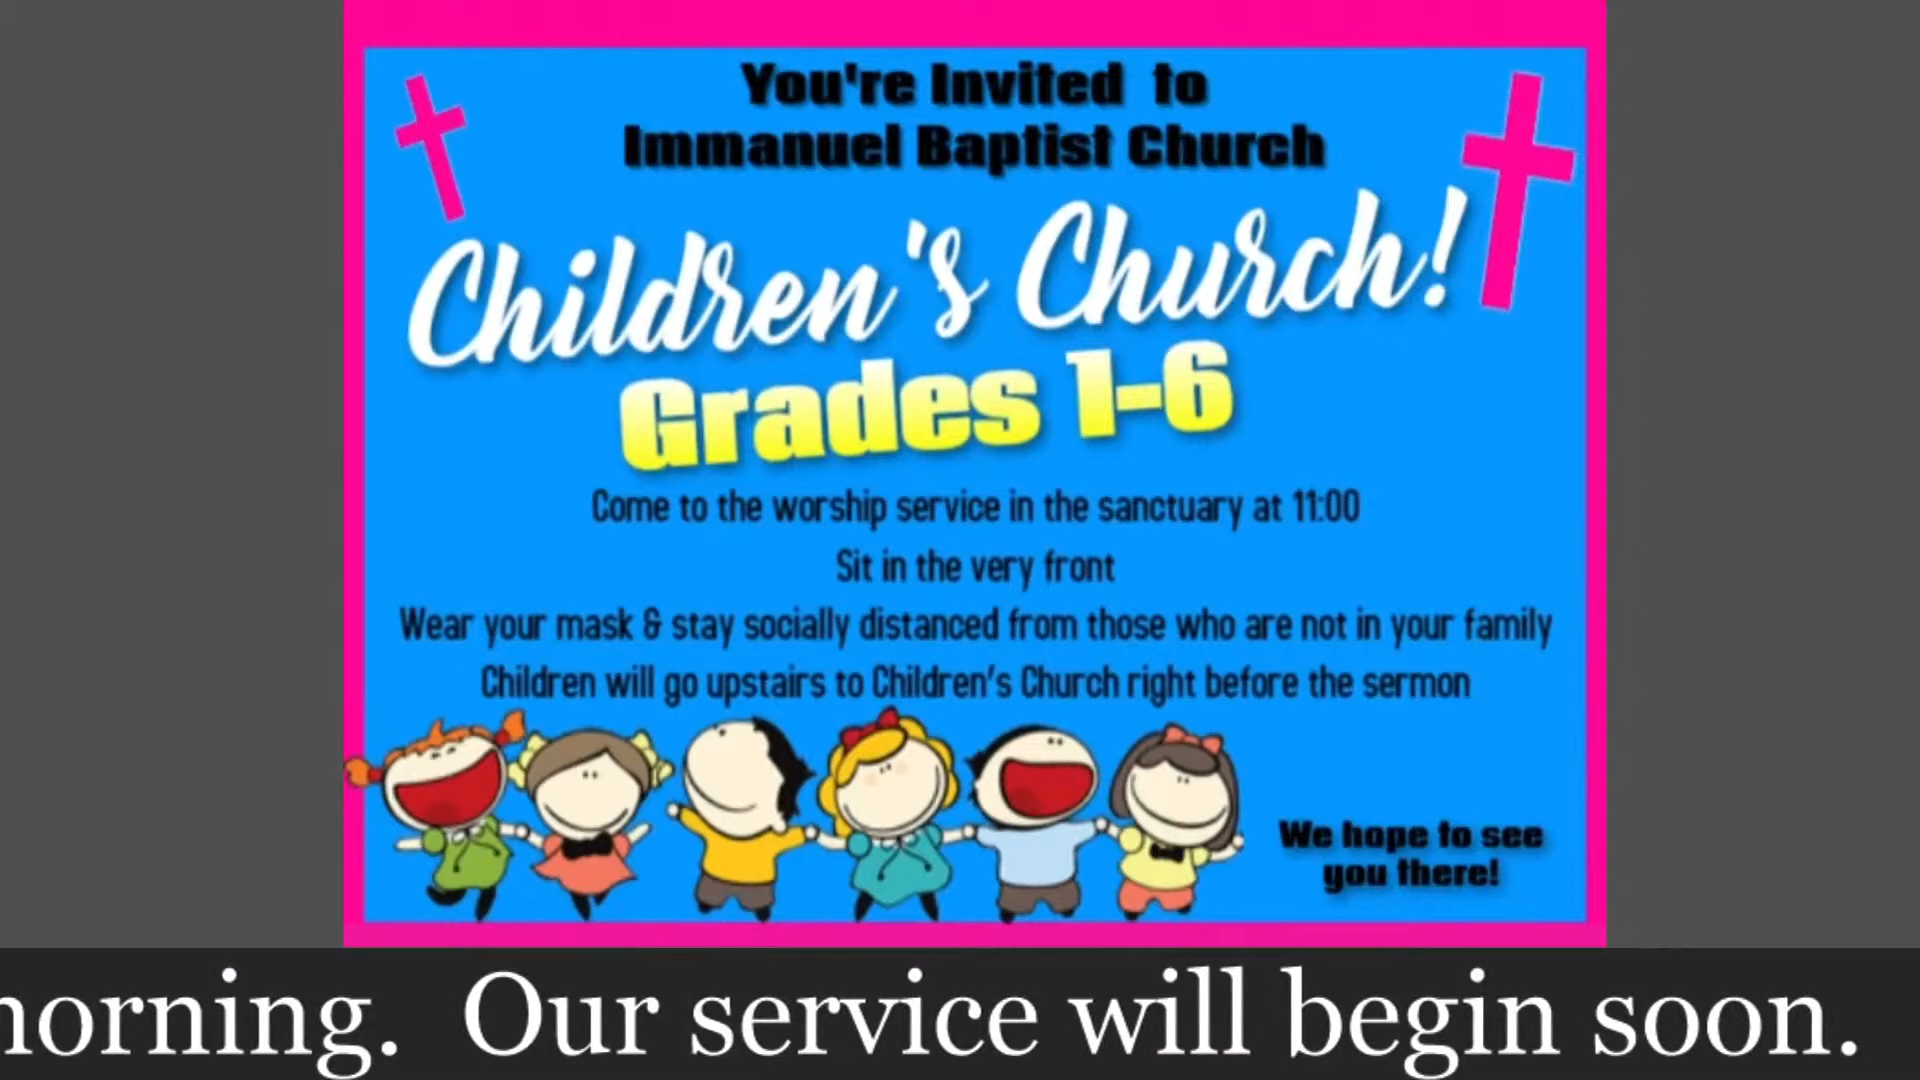 You're Invited to
Immanuel Baptist Church
Children's Church!
Grades 1-6
Come to the worship service in the sanctuary at 11:00
Sit in the very front
Wear your mask & stay socially distanced from those who are not in your family
Children will go upstairs to Children's Church right before the sermon
We hope to see
you there!
orning. Our service will begin soon.